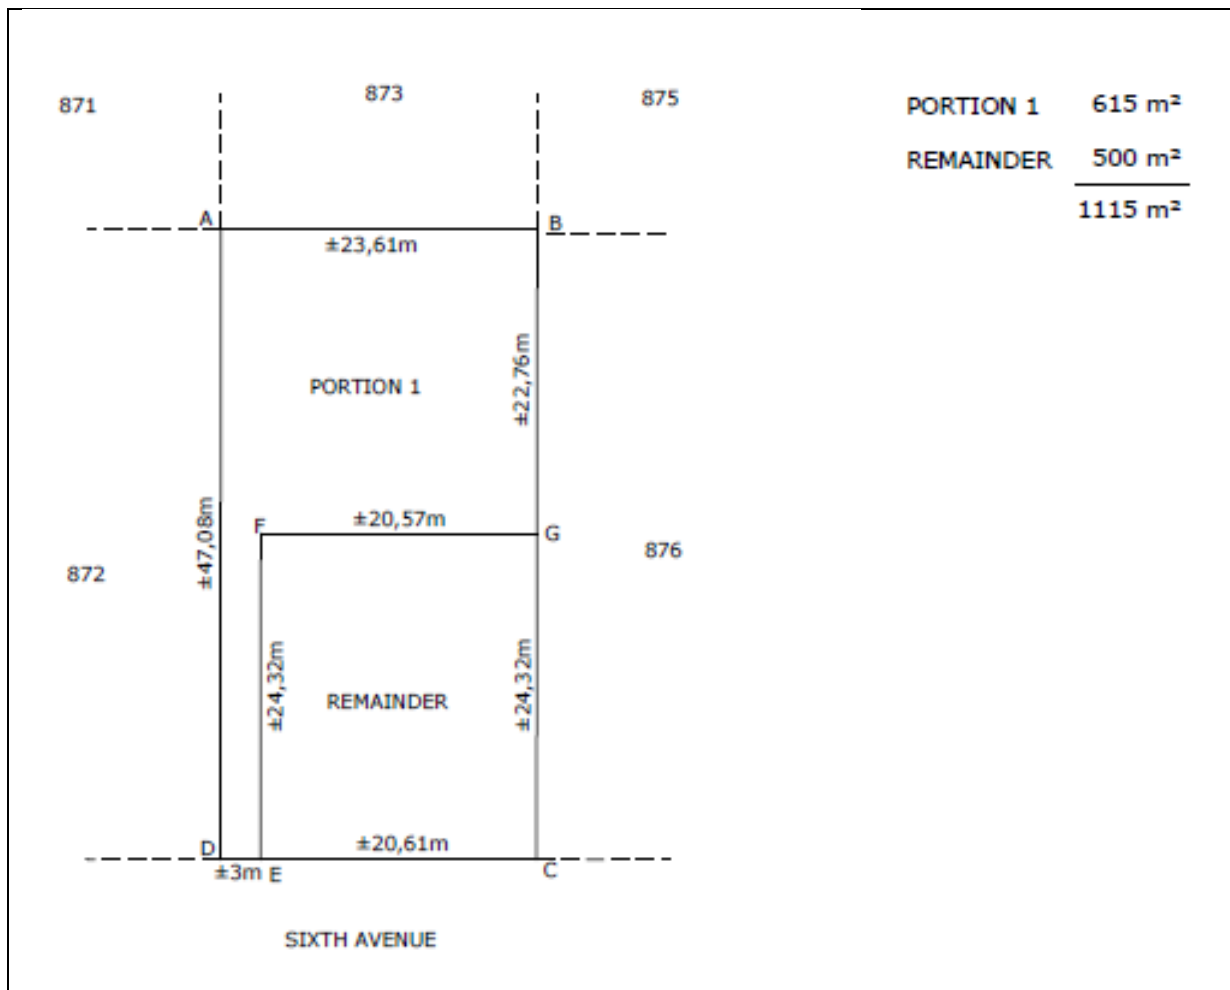 871
873
875
PORTION 1 615 m²
REMAINDER 500 m²
1115 m²
A
B
±23,61m
±22,76m
PORTION 1
±47,08m
F
±20,57m
G
872
876
±24,32m
REMAINDER
±24,32m
D
±20,61m
±3m E
C
SIXTH AVENUE